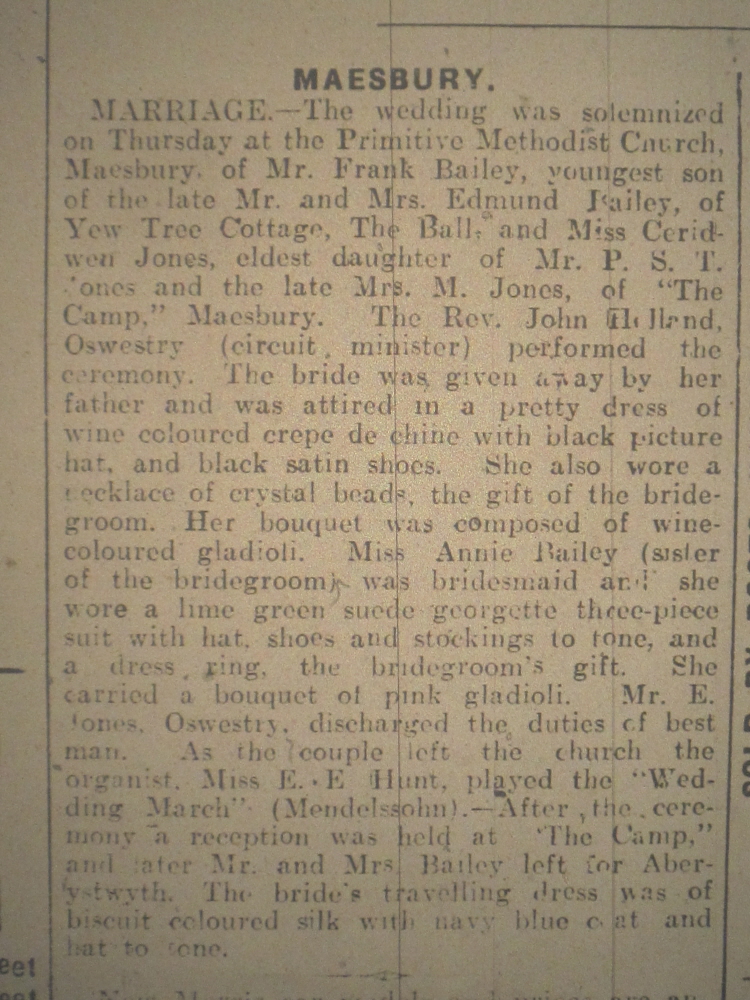 MAESBURY.
MARRIAGE.—The wedding was solemnized
on Thursday at the Primitive Methodist Church,
Maesbury, of Mr. Frank Bailey, youngest son
of the late Mr. and Mrs. Edmund Bailey, of
Yew Tree Cottage, The Ball, and Miss Cerid-
wen Jones, eldest daughter of Mr. P. S. T.
Jones and the late Mrs. M. Jones, of "The
Camp," Maesbury. The Rev. John Holland,
Oswestry (circuit minister) performed the
ceremony. The bride was given away by her
father and was attired in a pretty dress of
wine coloured crepe de chine with black picture
hat, and black satin shoes. She also wore a
necklace of crystal beads, the gift of the bride-
groom. Her bouquet was composed of wine-
coloured gladioli. Miss Annie Bailey (sister
of the bridegroom) was bridesmaid and she
wore a lime green suede georgette three-piece
suit with hat, shoes and stockings to tone, and
a dress ring, the bridegroom's gift. She
carried a bouquet of pink gladioli. Mr. E.
Jones, Oswestry, discharged the duties of best
man. As the couple left the church the
organist, Miss E. E Hunt, played the "Wed-
ding March" (Mendelssohn).—After the cere-
mony a reception was held at "The Camp,"
and later Mr. and Mrs. Bailey left for Aber-
ystwyth. The bride's travelling dress was of
biscuit coloured silk with navy blue coat and
hat to tone.